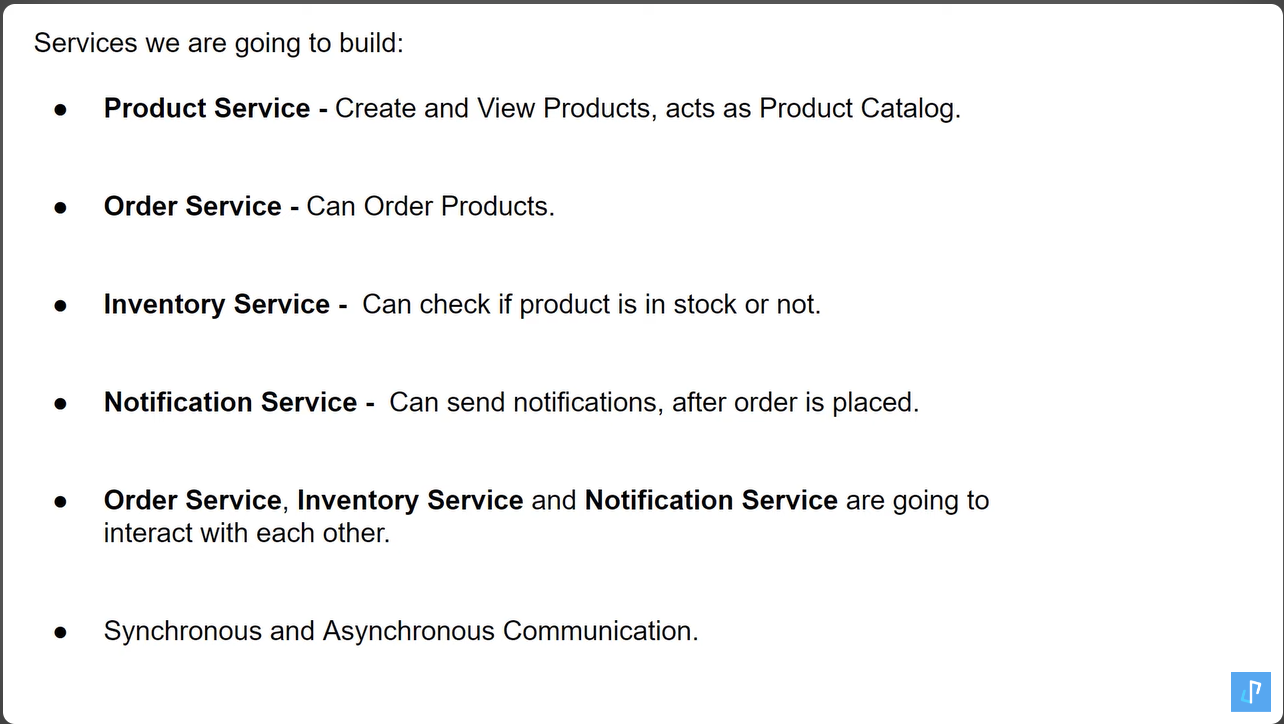 Services we are going to build:
● Product Service - Create and View Products, acts as Product Catalog.
● Order Service - Can Order Products.
● Inventory Service -  Can check if product is in stock or not.
● Notification Service -  Can send notifications, after order is placed.
● Order Service, Inventory Service and Notification Service are going to
interact with each other.
● Synchronous and Asynchronous Communication.